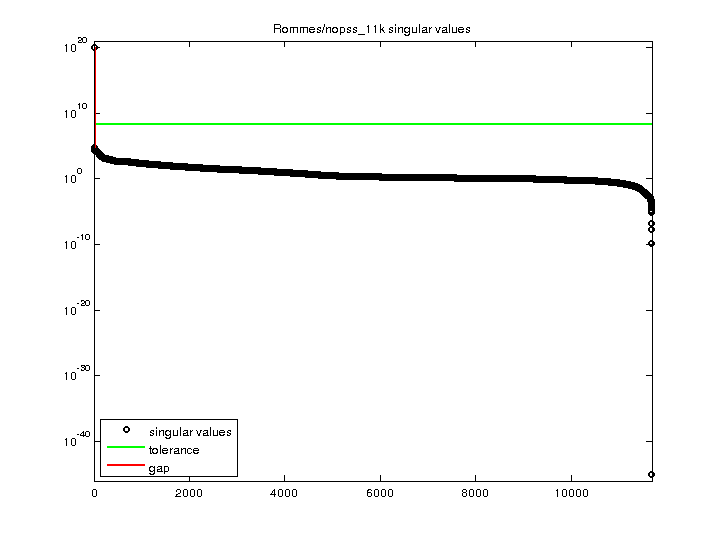 Rommes/nopss_11k singular values
10^20
10^10
10^0
10^-10
10^-20
10^-30
10^-40
singular values
tolerance
gap
0 2000 4000 6000 8000 10000